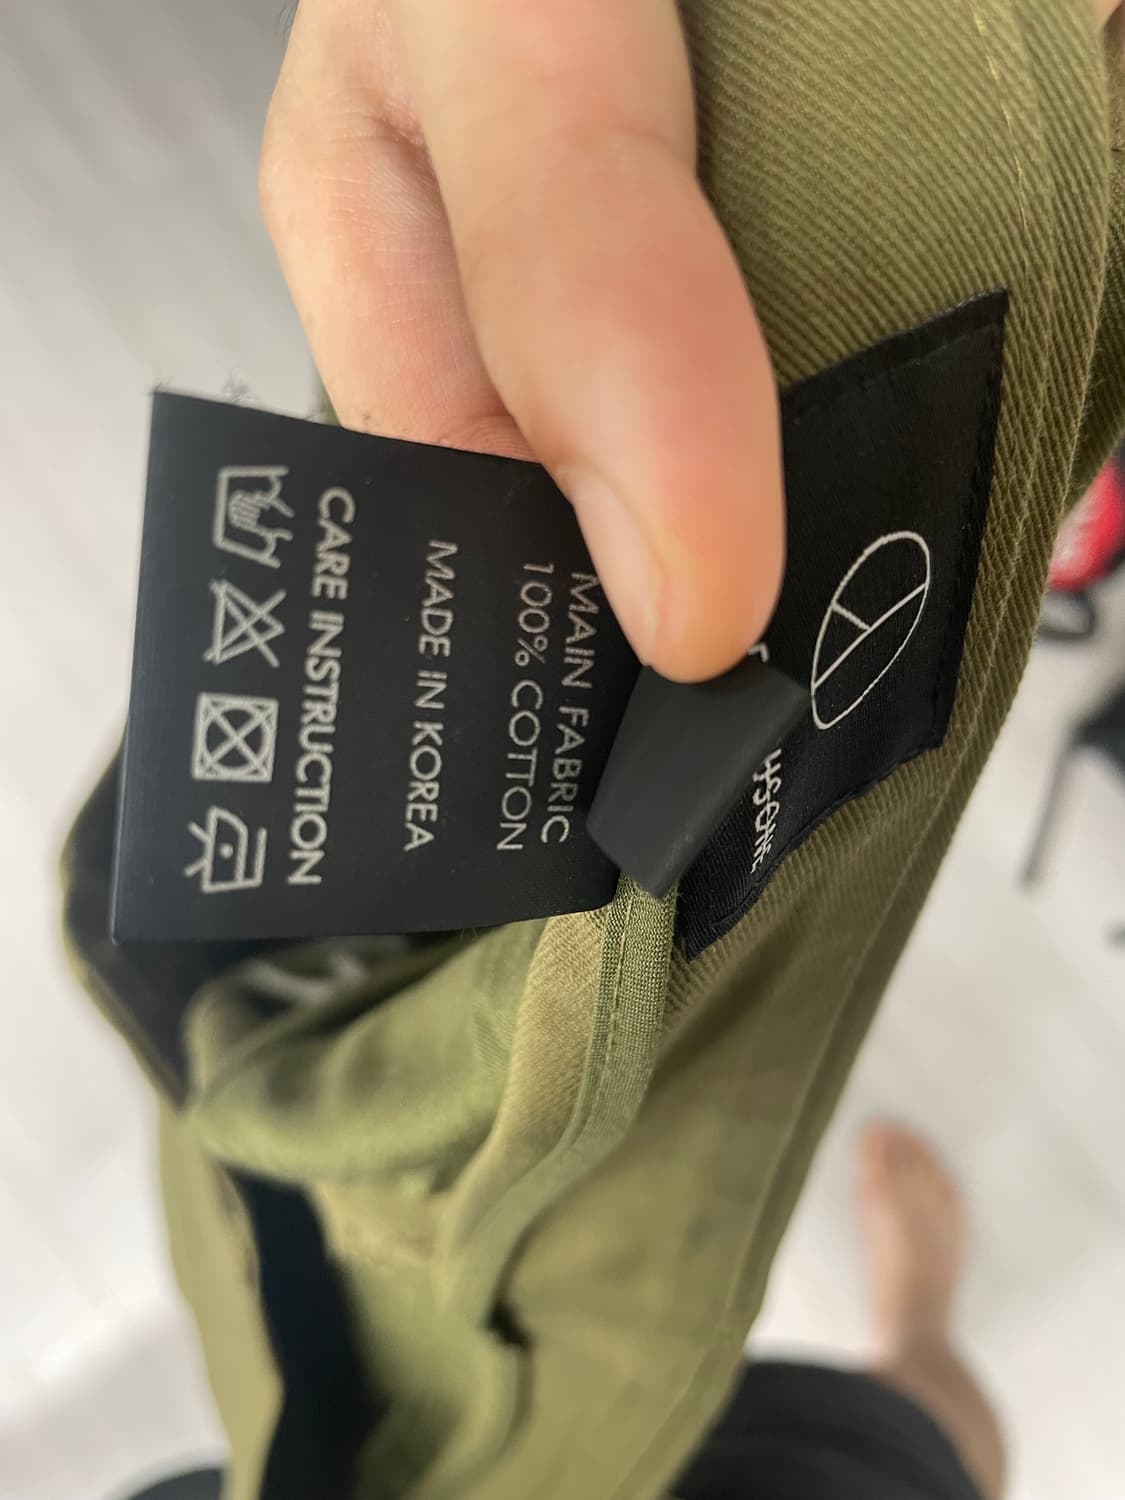 MAIN FABRIC
100% COTTON
MADE IN KOREA
CARE INSTRUCTION